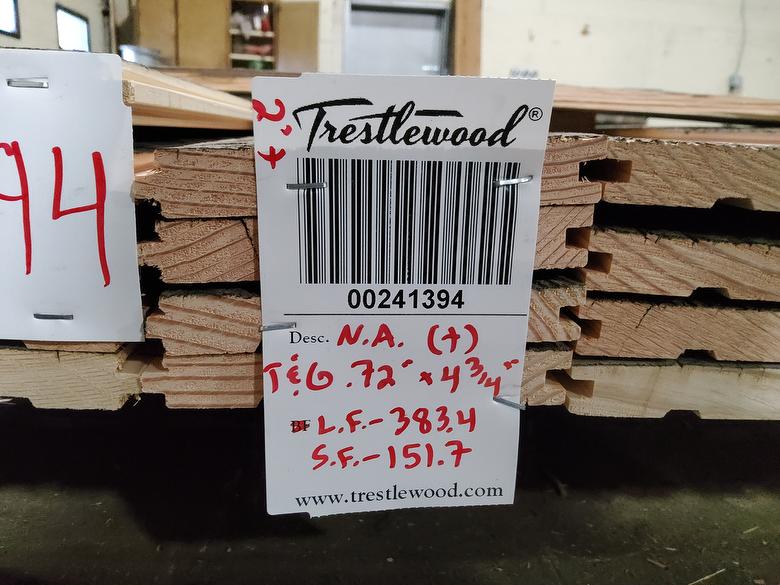 94
2'+
Trestlewood®
00241394
Desc. N.A. (+)
T&G .72" x 4 3/4"
BF L.F.- 383.4
S.F.- 151.7
www.trestlewood.com